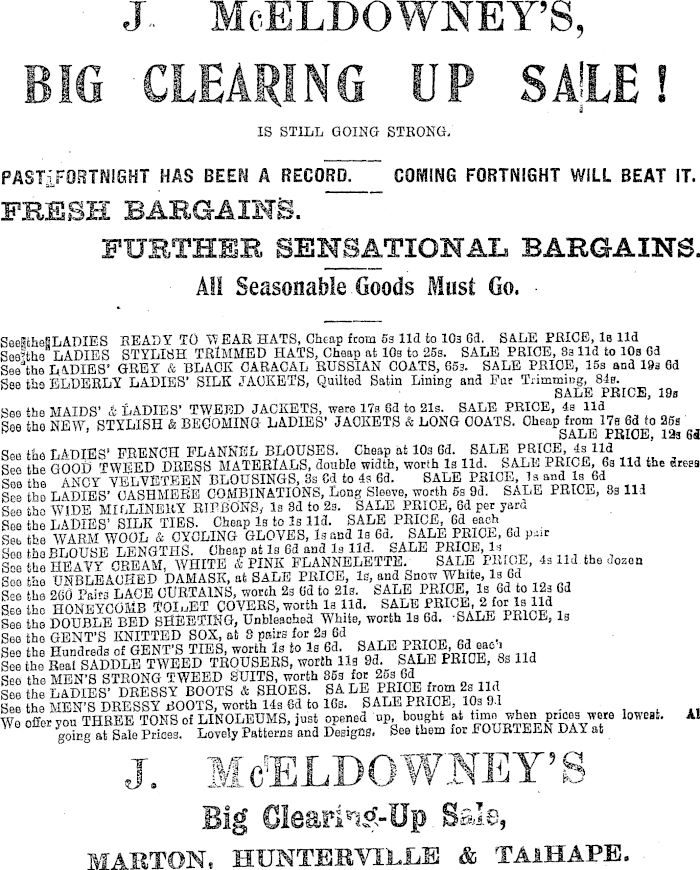 J. McELDOWNEY'S,
BIG CLEARING UP SALE!
IS STILL GOING STRONG.
PAST FORTNIGHT HAS BEEN A RECORD. COMING FORTNIGHT WILL BEAT IT.
FRESH BARGAINS.
FURTHER SENSATIONAL BARGAINS.
All Seasonable Goods Must Go.
See the LADIES READY TO WEAR HATS, Cheap from 5s 11d to 10s 6d. SALE PRICE, 1s 11d
See the LADIES STYLISH TRIMMED HATS, Cheap at 10s to 25s. SALE PRICE, 3s 11d to 10s 6d
See the LADIES' GREY & BLACK CARACAL RUSSIAN COATS, 65s. SALE PRICE, 15s and 19s 6d
See the ELDERLY LADIES' SILK JACKETS, Quilted Satin Lining and Fur Trimming, 84s.
SALE PRICE, 19s
See the MAIDS' & LADIES' TWEED JACKETS, were 17s 6d to 21s. SALE PRICE, 4s 11d
See the NEW, STYLISH & BECOMING LADIES' JACKETS & LONG COATS. Cheap from 17s 6d to 25s
SALE PRICE, 12s 6d
See the LADIES' FRENCH FLANNEL BLOUSES. Cheap at 10s 6d. SALE PRICE, 4s 11d
See the GOOD TWEED DRESS MATERIALS, double width, worth 1s 11d. SALE PRICE, 6s 11d the dress
See the ANCY VELVETEEN BLOUSINGS, 3s 6d to 4s 6d. SALE PRICE, 1s and 1s 6d
See the LADIES' CASHMERE COMBINATIONS, Long Sleeve, worth 5s 9d. SALE PRICE, 3s 11d
See the WIDE MILLINERY RIBBONS, 1s 3d to 2s. SALE PRICE, 6d per yard
See the LADIES' SILK TIES. Cheap 1s to 1s 11d. SALE PRICE, 6d each
See the WARM WOOL & CYCLING GLOVES, 1s and 1s 6d. SALE PRICE, 6d pair
See the BLOUSE LENGTHS. Cheap at 1s 6d and 1s 11d. SALE PRICE, 1s
See the HEAVY CREAM, WHITE & PINK FLANNELETTE. SALE PRICE, 4s 11d the dozen
See the UNBLEACHED DAMASK, at SALE PRICE, 1s, and Snow White, 1s 6d
See the 260 Pairs LACE CURTAINS, worth 2s 6d to 21s. SALE PRICE, 1s 6d to 12s 6d
See the HONEYCOMB TOILET COVERS, worth 1s 11d. SALE PRICE, 2 for 1s 11d
See the DOUBLE BED SHEETING, Unbleached White, worth 1s 6d. SALE PRICE, 1s
See the GENT'S KNITTED SOX, at 3 pairs for 2s 6d
See the Hundreds of GENT'S TIES, worth 1s to 1s 6d. SALE PRICE, 6d each
See the Real SADDLE TWEED TROUSERS, worth 11s 9d. SALE PRICE, 8s 11d
See the MEN'S STRONG TWEED SUITS, worth 35s for 25s 6d
See the LADIES' DRESSY BOOTS & SHOES. SALE PRICE from 2s 11d
See the MEN'S DRESSY BOOTS, worth 14s 6d to 16s. SALE PRICE, 10s 9d
We offer you THREE TONS of LINOLEUMS, just opened up, bought at time when prices were lowest. Al
going at Sale Prices. Lovely Patterns and Designs. See them for FOURTEEN DAY at
J. McELDOWNEY'S
Big Clearing-Up Sale,
MARTON, HUNTERVILLE & TAIHAPE.